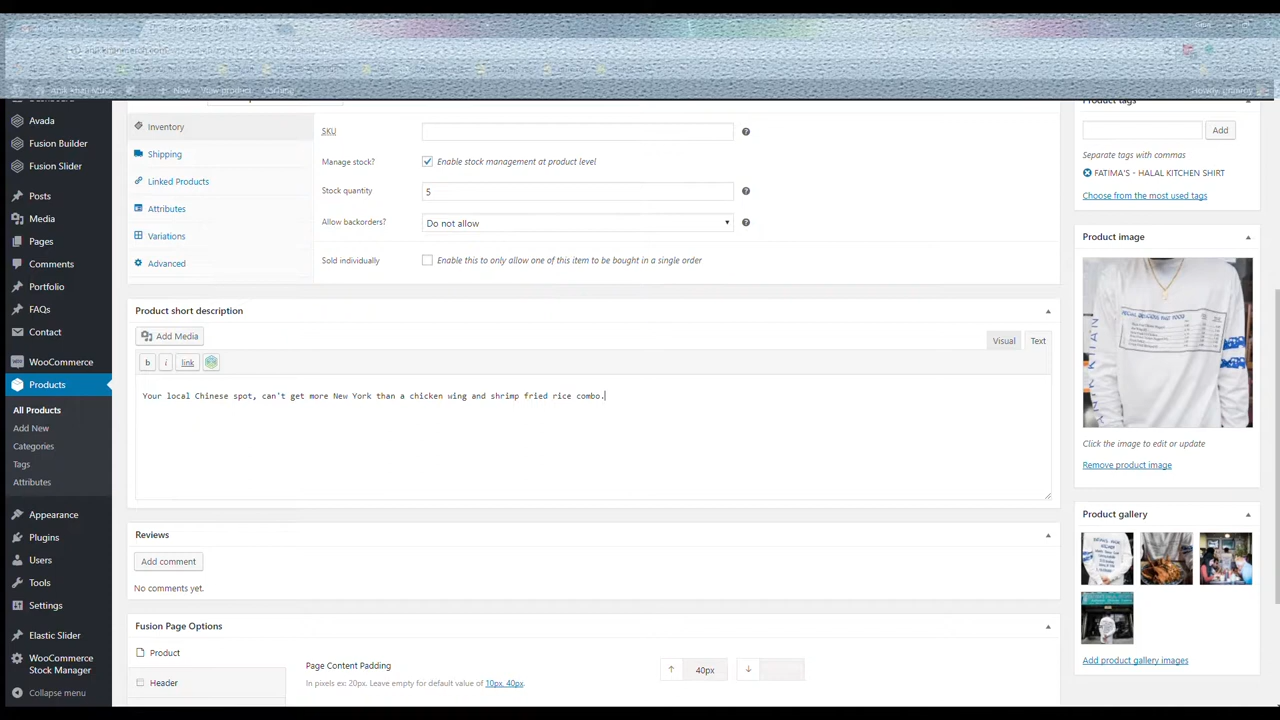 New
View product
CSching
Avada
Fusion Builder
Fusion Slider
Posts
Media
Pages
Comments
Portfolio
FAQs
Contact
WooCommerce
Products
All Products
Add New
Categories
Tags
Attributes
Appearance
Plugins
Users
Tools
Settings
Elastic Slider
WooCommerce
Stock Manager
Collapse menu
Inventory
Shipping
Linked Products
Attributes
Variations
Advanced
SKU
Manage stock? Enable stock management at product level
Stock quantity 5
Allow backorders? Do not allow
Sold individually Enable this to only allow one of this item to be bought in a single order
Product short description
Add Media
Visual Text
b i link
Your local Chinese spot, can't get more New York than a chicken wing and shrimp fried rice combo.
Reviews
Add comment
No comments yet.
Fusion Page Options
Product
Header
Page Content Padding
In pixels ex: 20px. Leave empty for default value of 10px, 40px.
40px
Product tags
Add
Separate tags with commas
FATIMA'S - HALAL KITCHEN SHIRT
Choose from the most used tags
Product image
Click the image to edit or update
Remove product image
Product gallery
Add product gallery images